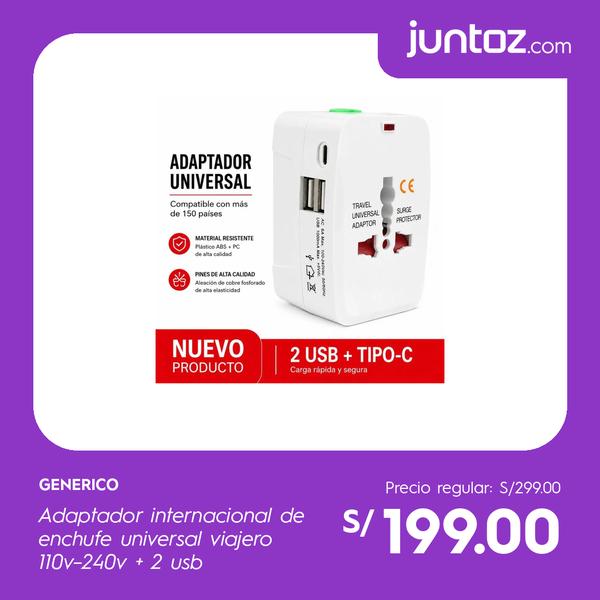 juntoz.com
ADAPTADOR
UNIVERSAL
Compatible con más
de 150 países
MATERIAL RESISTENTE
Plástico ABS + PC
de alta calidad
PINES DE ALTA CALIDAD
Aleación de cobre fosforado
de alta elasticidad
CE
TRAVEL
UNIVERSAL
ADAPTOR
SURGE
PROTECTOR
NUEVO
PRODUCTO
2 USB + TIPO-C
Carga rápida y segura
GENERICO
Adaptador internacional de
enchufe universal viajero
110v-240v + 2 usb
Precio regular: S/299.00
S/199.00